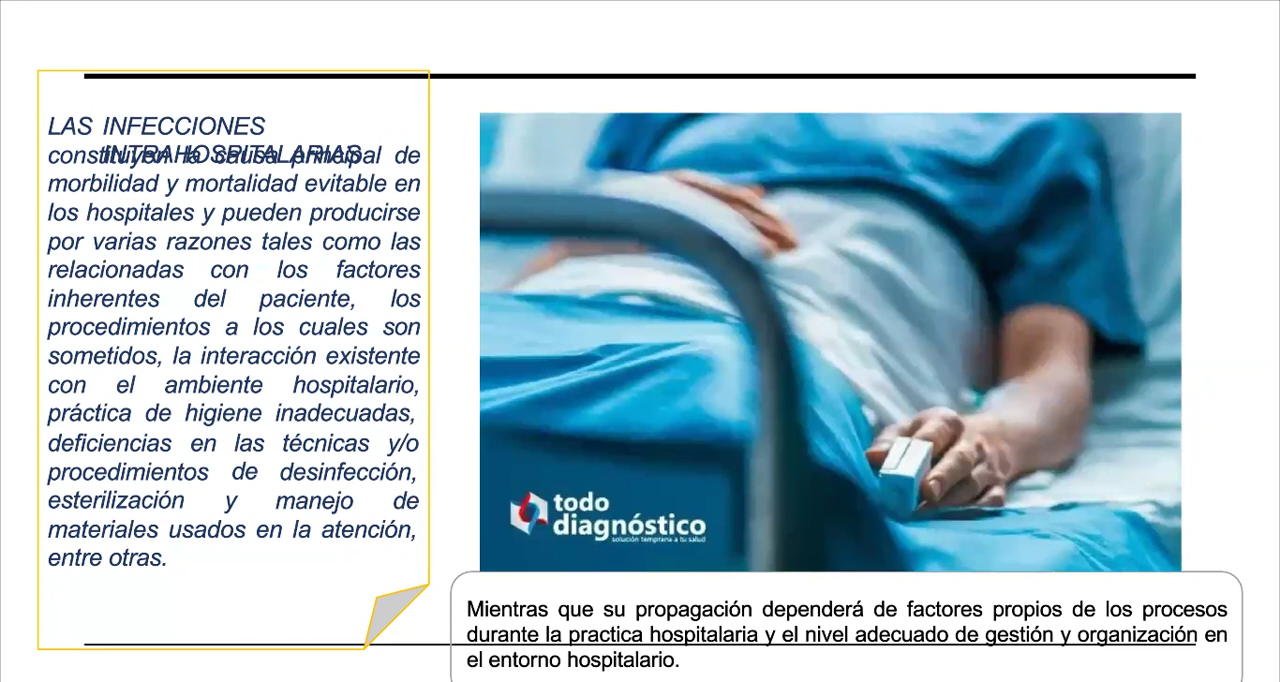 LAS INFECCIONES
INTRAHOSPITALARIAS
constituyen la causa principal de
morbilidad y mortalidad evitable en
los hospitales y pueden producirse
por varias razones tales como las
relacionadas con los factores
inherentes del paciente, los
procedimientos a los cuales son
sometidos, la interacción existente
con el ambiente hospitalario,
práctica de higiene inadecuadas,
deficiencias en las técnicas y/o
procedimientos de desinfección,
esterilización y manejo de
materiales usados en la atención,
entre otras.
todo
diagnóstico
solución temprana a tu salud
Mientras que su propagación dependerá de factores propios de los procesos
durante la practica hospitalaria y el nivel adecuado de gestión y organización en
el entorno hospitalario.